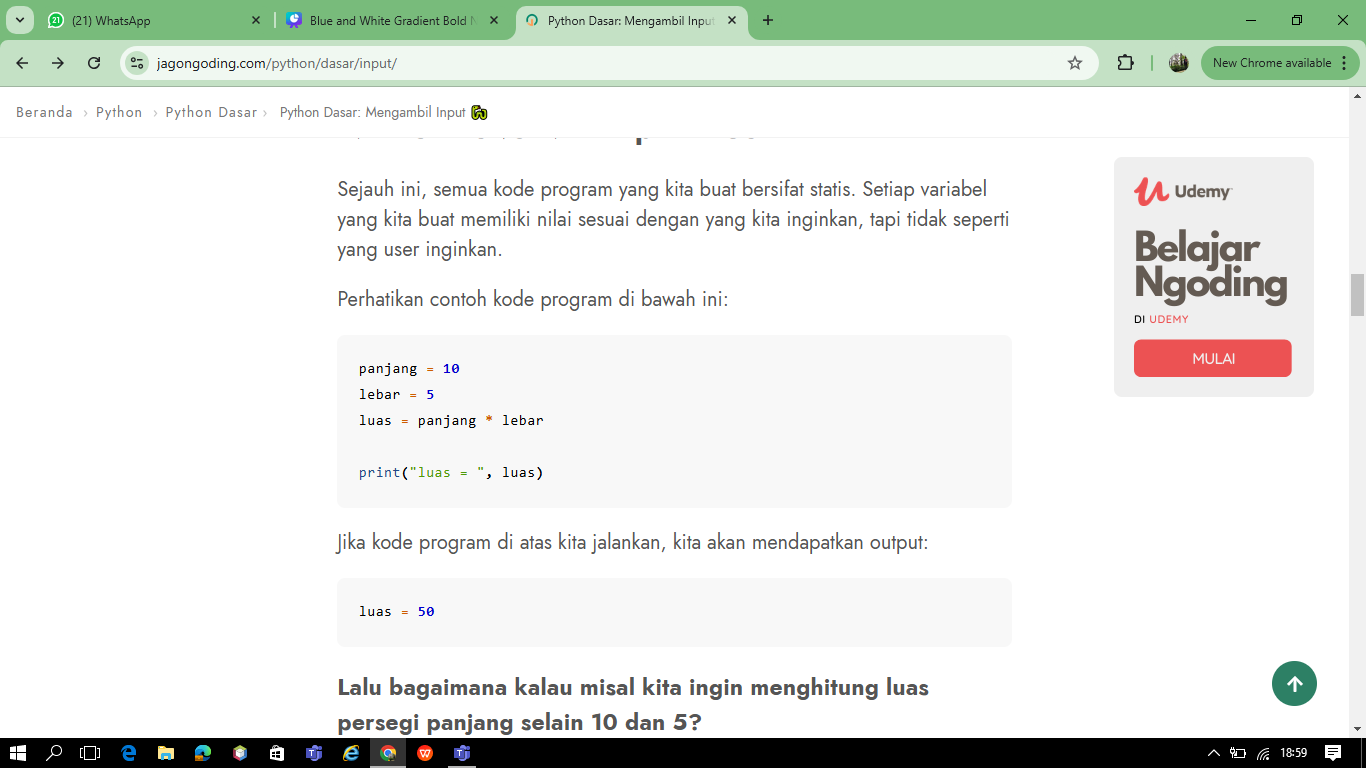 21
(21) WhatsApp
Blue and White Gradient Bold N
Python Dasar: Mengambil Input
jagongoding.com/python/dasar/input/
New Chrome available
Beranda › Python › Python Dasar › Python Dasar: Mengambil Input
Sejauh ini, semua kode program yang kita buat bersifat statis. Setiap variabel
yang kita buat memiliki nilai sesuai dengan yang kita inginkan, tapi tidak seperti
yang user inginkan.
Perhatikan contoh kode program di bawah ini:
panjang = 10
lebar = 5
luas = panjang * lebar
print("luas = ", luas)
Jika kode program di atas kita jalankan, kita akan mendapatkan output:
luas = 50
Lalu bagaimana kalau misal kita ingin menghitung luas
persegi panjang selain 10 dan 5?
Udemy
Belajar
Ngoding
DI UDEMY
MULAI
18:59